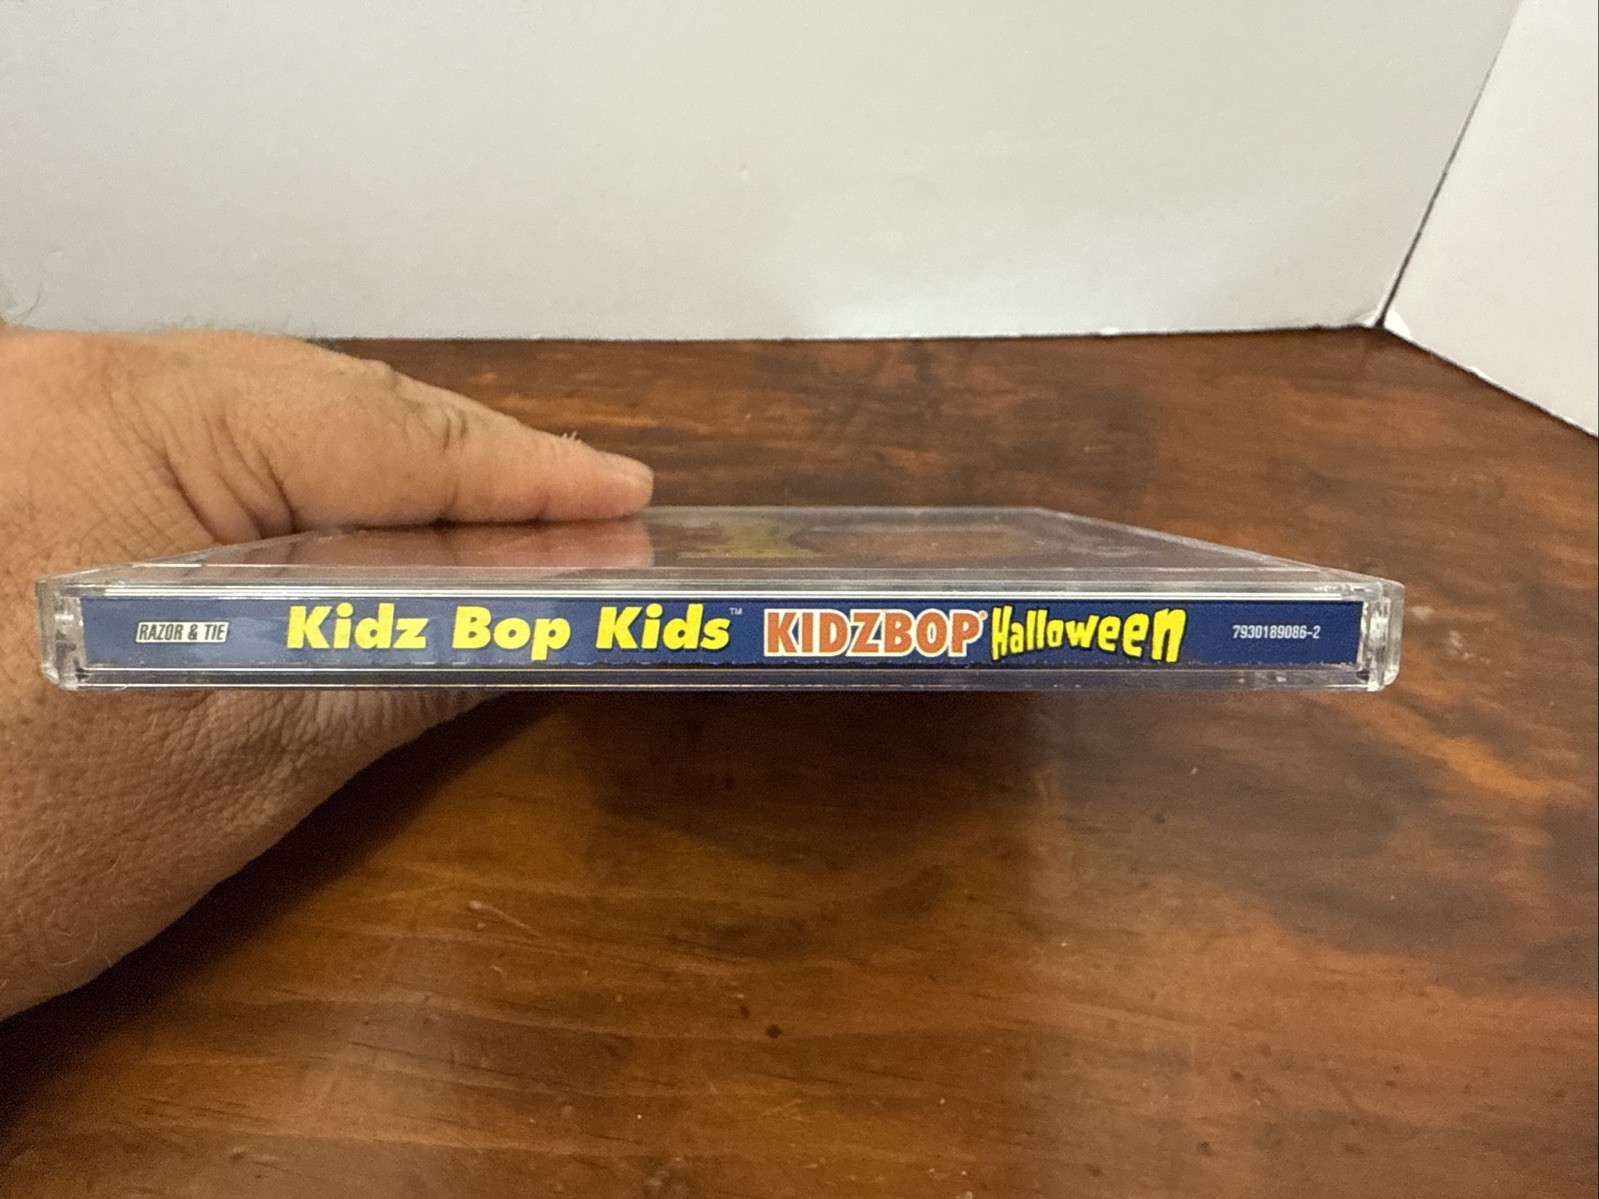 RAZOR & TIE Kidz Bop Kids™ KIDZBOP® Halloween 7930189086-2